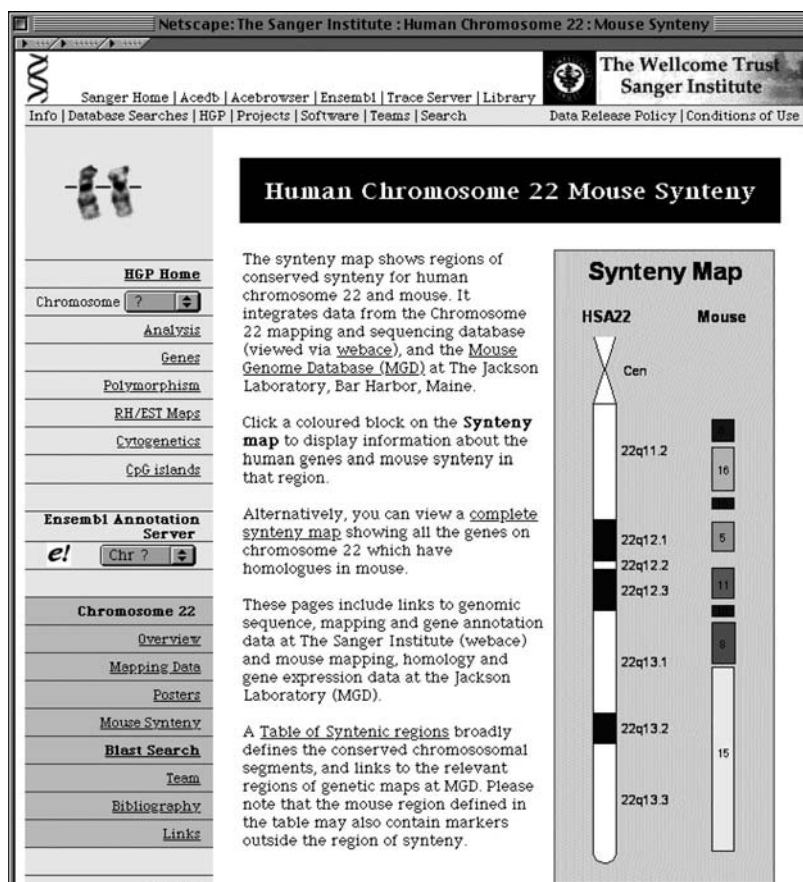 Netscape: The Sanger Institute : Human Chromosome 22 : Mouse Synteny
The Wellcome Trust
Sanger Institute
Sanger Home | Acedb | Acebrowser | Ensembl | Trace Server | Library
Info | Database Searches | HGP | Projects | Software | Teams | Search
Data Release Policy | Conditions of Use
Human Chromosome 22 Mouse Synteny
HGP Home
Chromosome ?
Analysis
Genes
Polymorphism
RH/EST Maps
Cytogenetics
CpG islands
Ensembl Annotation
Server
e! Chr ?
Chromosome 22
Overview
Mapping Data
Posters
Mouse Synteny
Blast Search
Team
Bibliography
Links
The synteny map shows regions of
conserved synteny for human
chromosome 22 and mouse. It
integrates data from the Chromosome
22 mapping and sequencing database
(viewed via webace), and the Mouse
Genome Database (MGD) at The Jackson
Laboratory, Bar Harbor, Maine.
Click a coloured block on the Synteny
map to display information about the
human genes and mouse synteny in
that region.
Alternatively, you can view a complete
synteny map showing all the genes on
chromosome 22 which have
homologues in mouse.
These pages include links to genomic
sequence, mapping and gene annotation
data at The Sanger Institute (webace)
and mouse mapping, homology and
gene expression data at the Jackson
Laboratory (MGD).
A Table of Syntenic regions broadly
defines the conserved chromososomal
segments, and links to the relevant
regions of genetic maps at MGD. Please
note that the mouse region defined in
the table may also contain markers
outside the region of synteny.
Synteny Map
HSA22 Mouse
Cen
22q11.2
16
22q12.1
5
22q12.2
22q12.3
11
22q13.1
8
22q13.2
15
22q13.3